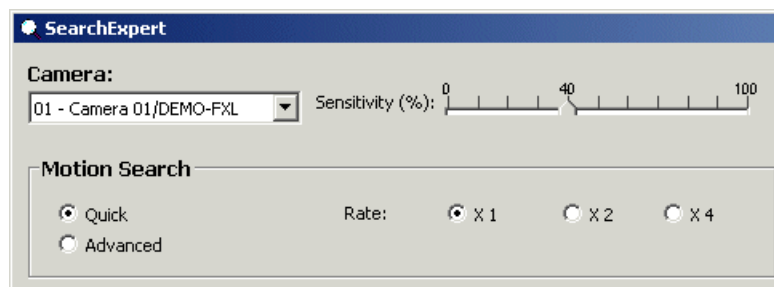 SearchExpert
Camera:
01 - Camera 01/DEMO-FXL
Sensitivity (%): 0 40 100
Motion Search
Quick Rate: X 1 X 2 X 4
Advanced